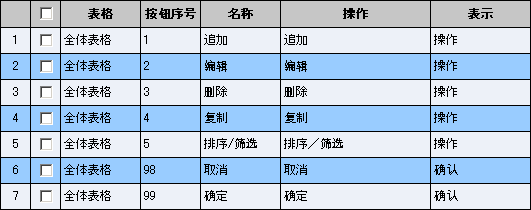 表格 按钮序号 名称 操作 表示
1 全体表格 1 追加 追加 操作
2 全体表格 2 编辑 编辑 操作
3 全体表格 3 删除 删除 操作
4 全体表格 4 复制 复制 操作
5 全体表格 5 排序/筛选 排序／筛选 操作
6 全体表格 98 取消 取消 确认
7 全体表格 99 确定 确定 确认